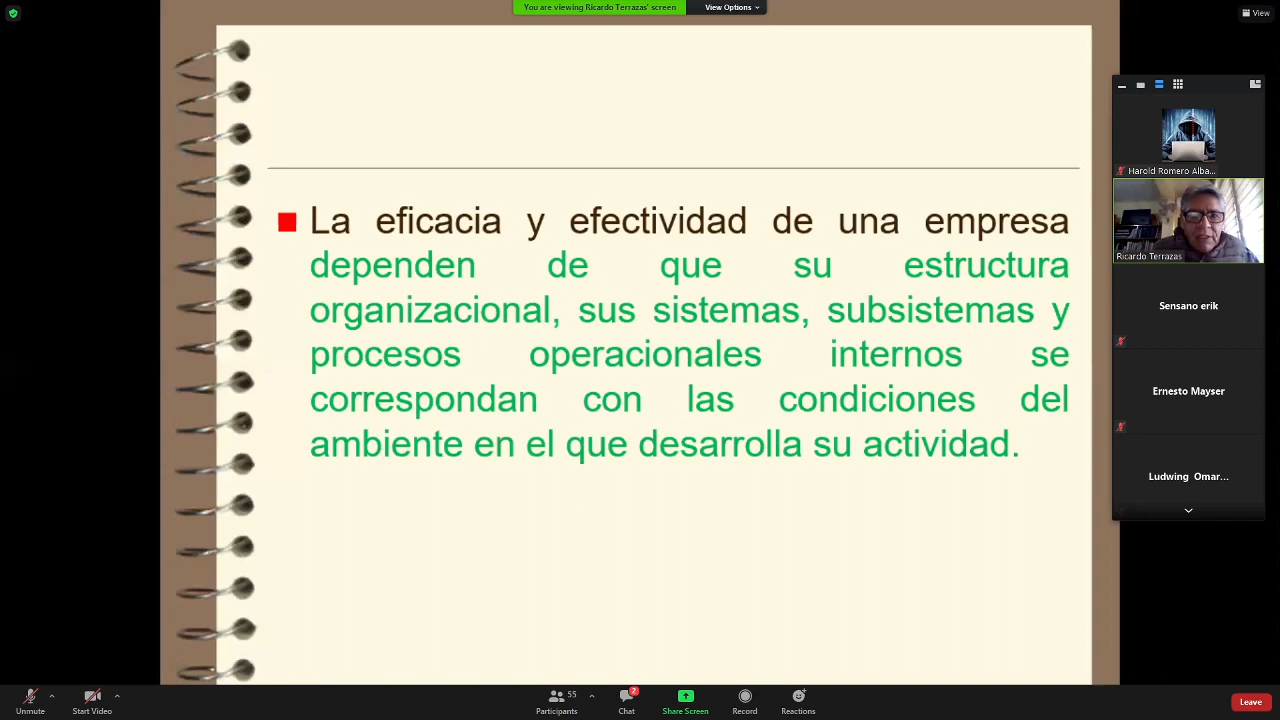 You are viewing Ricardo Terrazas' screen
View Options
View
Harold Romero Alba...
Ricardo Terrazas
Sensano erik
Ernesto Mayser
Ludwing Omar...
La eficacia y efectividad de una empresa
dependen de que su estructura
organizacional, sus sistemas, subsistemas y
procesos operacionales internos se
correspondan con las condiciones del
ambiente en el que desarrolla su actividad.
Unmute
Start Video
55
Participants
2
Chat
Share Screen
Record
Reactions
Leave